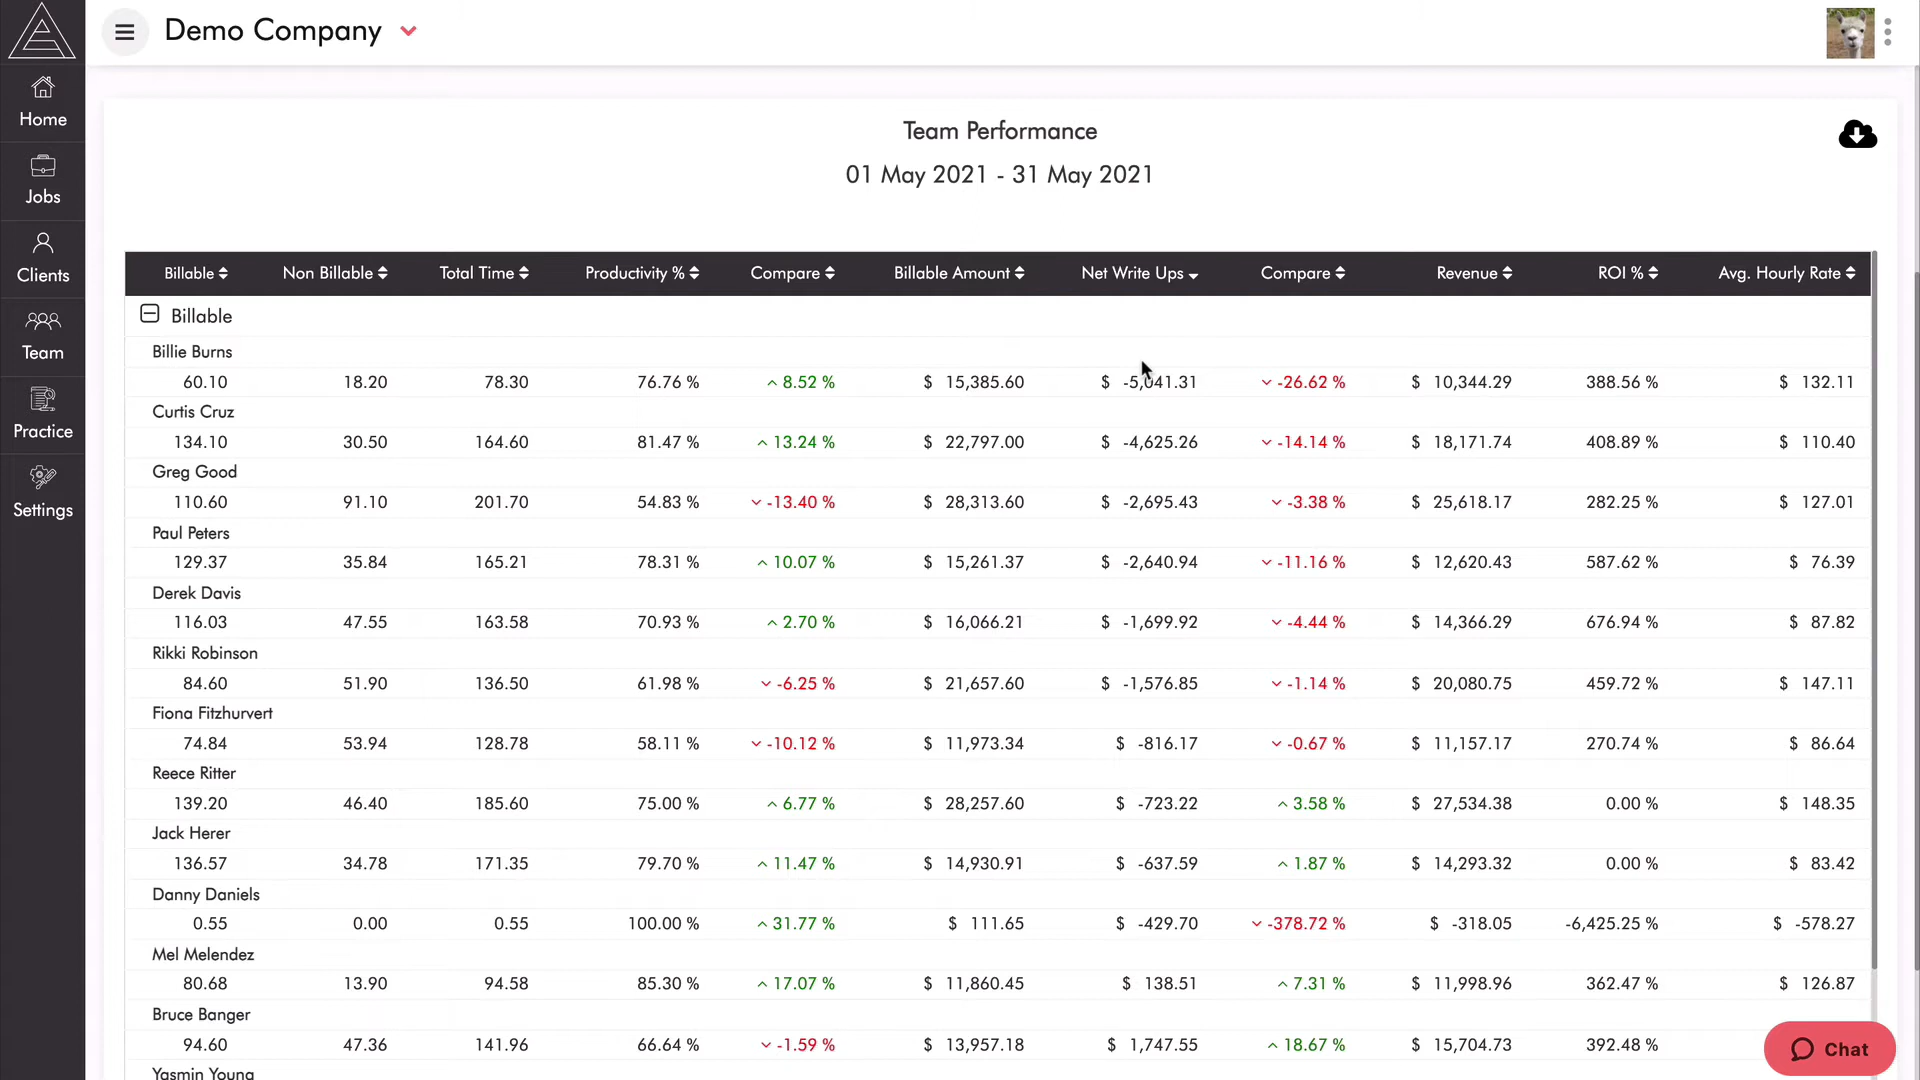 Demo Company
Home
Jobs
Clients
Team
Practice
Settings
Team Performance
01 May 2021 - 31 May 2021
Billable Non Billable Total Time Productivity % Compare Billable Amount Net Write Ups Compare Revenue ROI % Avg. Hourly Rate
Billable
Billie Burns
60.10 18.20 78.30 76.76 % 8.52 % $ 15,385.60 $ -5,041.31 -26.62 % $ 10,344.29 388.56 % $ 132.11
Curtis Cruz
134.10 30.50 164.60 81.47 % 13.24 % $ 22,797.00 $ -4,625.26 -14.14 % $ 18,171.74 408.89 % $ 110.40
Greg Good
110.60 91.10 201.70 54.83 % -13.40 % $ 28,313.60 $ -2,695.43 -3.38 % $ 25,618.17 282.25 % $ 127.01
Paul Peters
129.37 35.84 165.21 78.31 % 10.07 % $ 15,261.37 $ -2,640.94 -11.16 % $ 12,620.43 587.62 % $ 76.39
Derek Davis
116.03 47.55 163.58 70.93 % 2.70 % $ 16,066.21 $ -1,699.92 -4.44 % $ 14,366.29 676.94 % $ 87.82
Rikki Robinson
84.60 51.90 136.50 61.98 % -6.25 % $ 21,657.60 $ -1,576.85 -1.14 % $ 20,080.75 459.72 % $ 147.11
Fiona Fitzhurvert
74.84 53.94 128.78 58.11 % -10.12 % $ 11,973.34 $ -816.17 -0.67 % $ 11,157.17 270.74 % $ 86.64
Reece Ritter
139.20 46.40 185.60 75.00 % 6.77 % $ 28,257.60 $ -723.22 3.58 % $ 27,534.38 0.00 % $ 148.35
Jack Herer
136.57 34.78 171.35 79.70 % 11.47 % $ 14,930.91 $ -637.59 1.87 % $ 14,293.32 0.00 % $ 83.42
Danny Daniels
0.55 0.00 0.55 100.00 % 31.77 % $ 111.65 $ -429.70 -378.72 % $ -318.05 -6,425.25 % $ -578.27
Mel Melendez
80.68 13.90 94.58 85.30 % 17.07 % $ 11,860.45 $ 138.51 7.31 % $ 11,998.96 362.47 % $ 126.87
Bruce Banger
94.60 47.36 141.96 66.64 % -1.59 % $ 13,957.18 $ 1,747.55 18.67 % $ 15,704.73 392.48 %
Yasmin Young
Chat